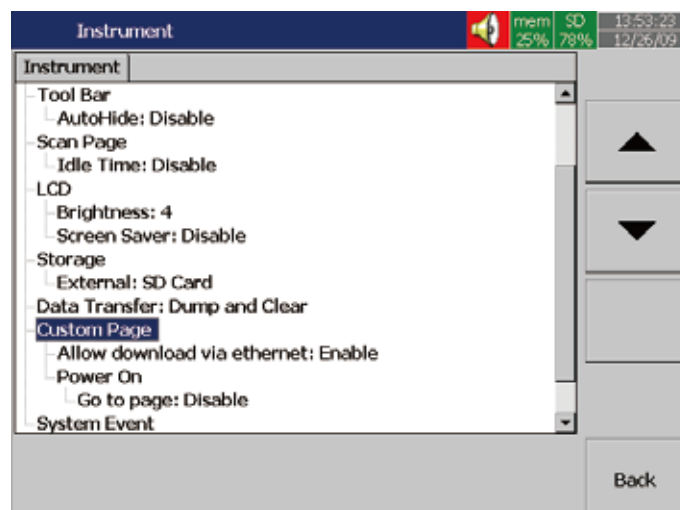 Instrument
mem SD 13:53:23
25% 78% 12/26/09
Instrument
Tool Bar
AutoHide: Disable
Scan Page
Idle Time: Disable
LCD
Brightness: 4
Screen Saver: Disable
Storage
External: SD Card
Data Transfer: Dump and Clear
Custom Page
Allow download via ethernet: Enable
Power On
Go to page: Disable
System Event
Back